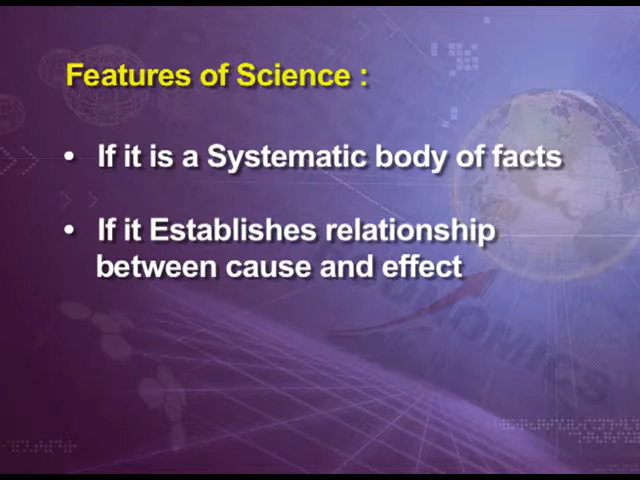 Features of Science :
• If it is a Systematic body of facts
• If it Establishes relationship
between cause and effect